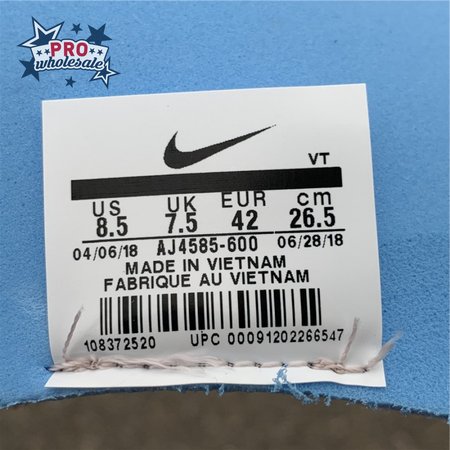 PRO
wholesale
VT
US UK EUR cm
8.5 7.5 42 26.5
04/06/18 AJ4585-600 06/28/18
MADE IN VIETNAM
FABRIQUE AU VIETNAM
108372520 UPC 00091202266547